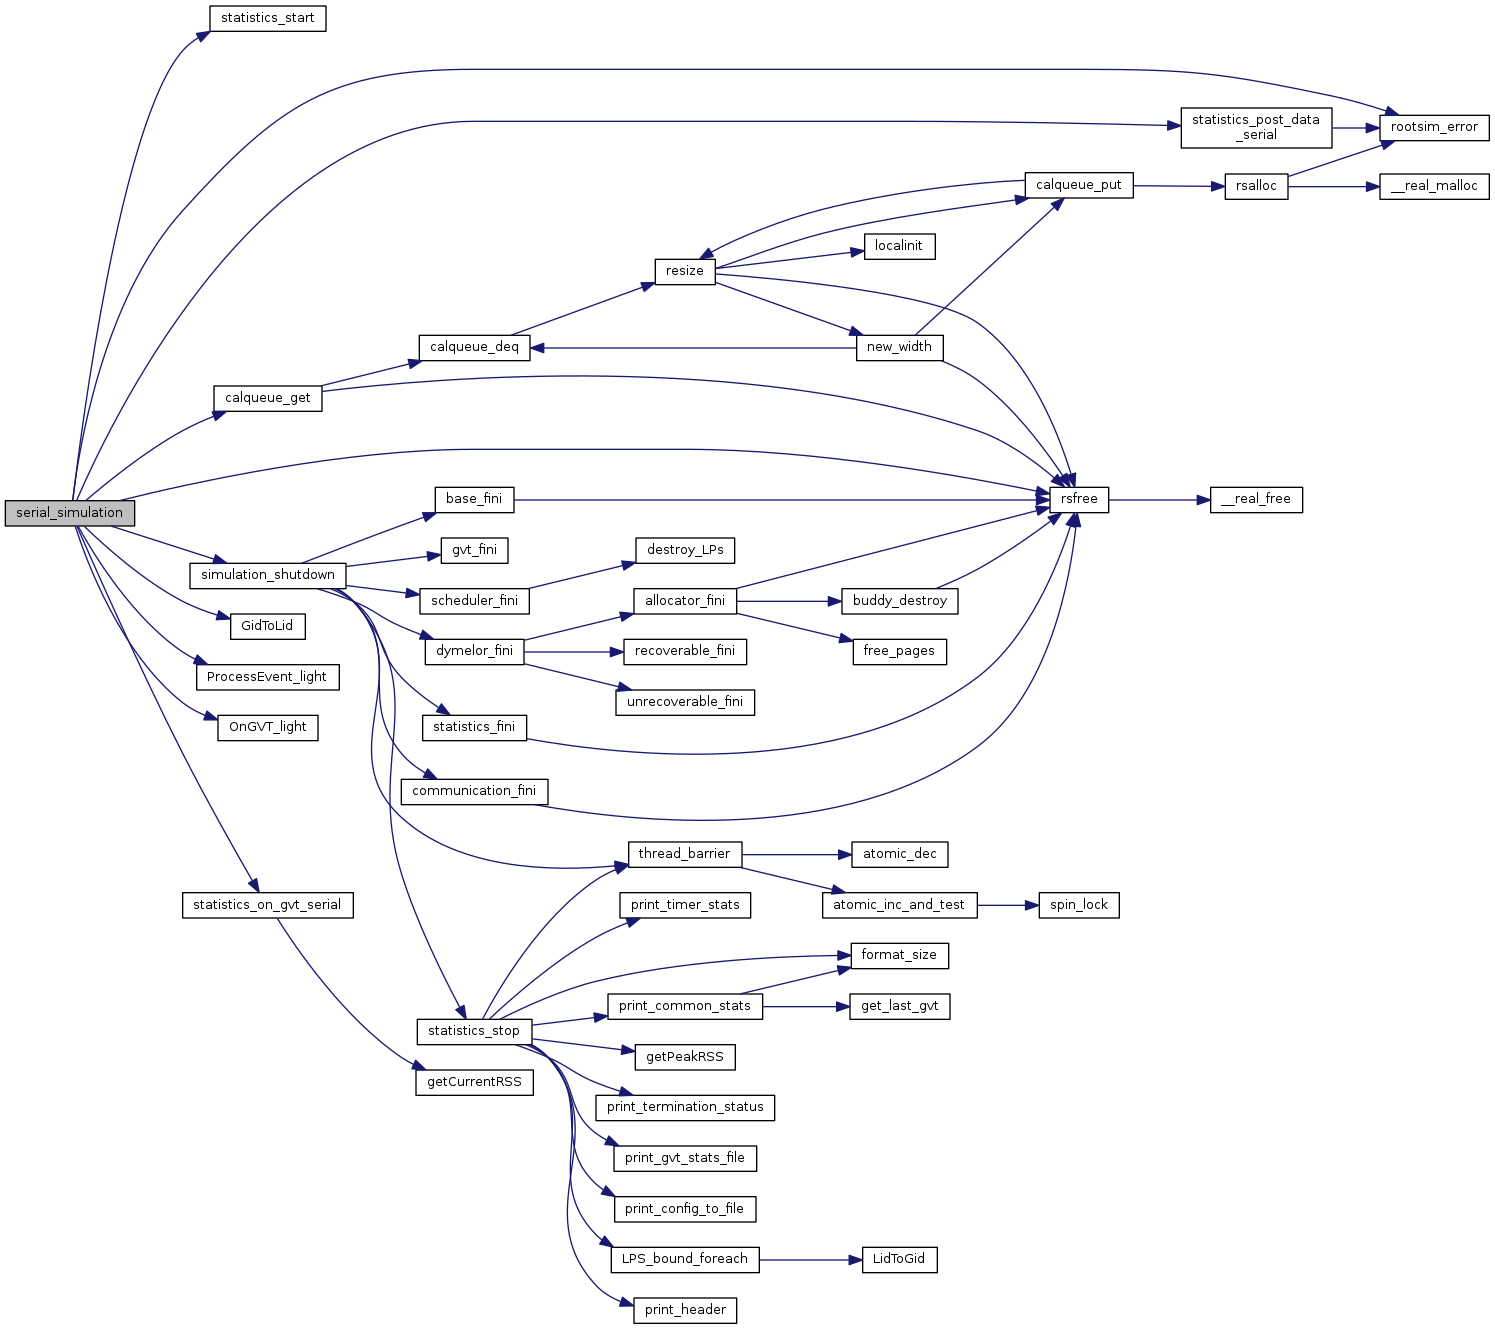 statistics_start
statistics_post_data
_serial
rootsim_error
calqueue_put
rsalloc
__real_malloc
localinit
resize
calqueue_deq
new_width
calqueue_get
serial_simulation
base_fini
rsfree
__real_free
gvt_fini
destroy_LPs
simulation_shutdown
scheduler_fini
allocator_fini
buddy_destroy
GidToLid
dymelor_fini
recoverable_fini
free_pages
ProcessEvent_light
unrecoverable_fini
OnGVT_light
statistics_fini
communication_fini
thread_barrier
atomic_dec
statistics_on_gvt_serial
print_timer_stats
atomic_inc_and_test
spin_lock
format_size
print_common_stats
get_last_gvt
statistics_stop
getPeakRSS
getCurrentRSS
print_termination_status
print_gvt_stats_file
print_config_to_file
LPS_bound_foreach
LidToGid
print_header